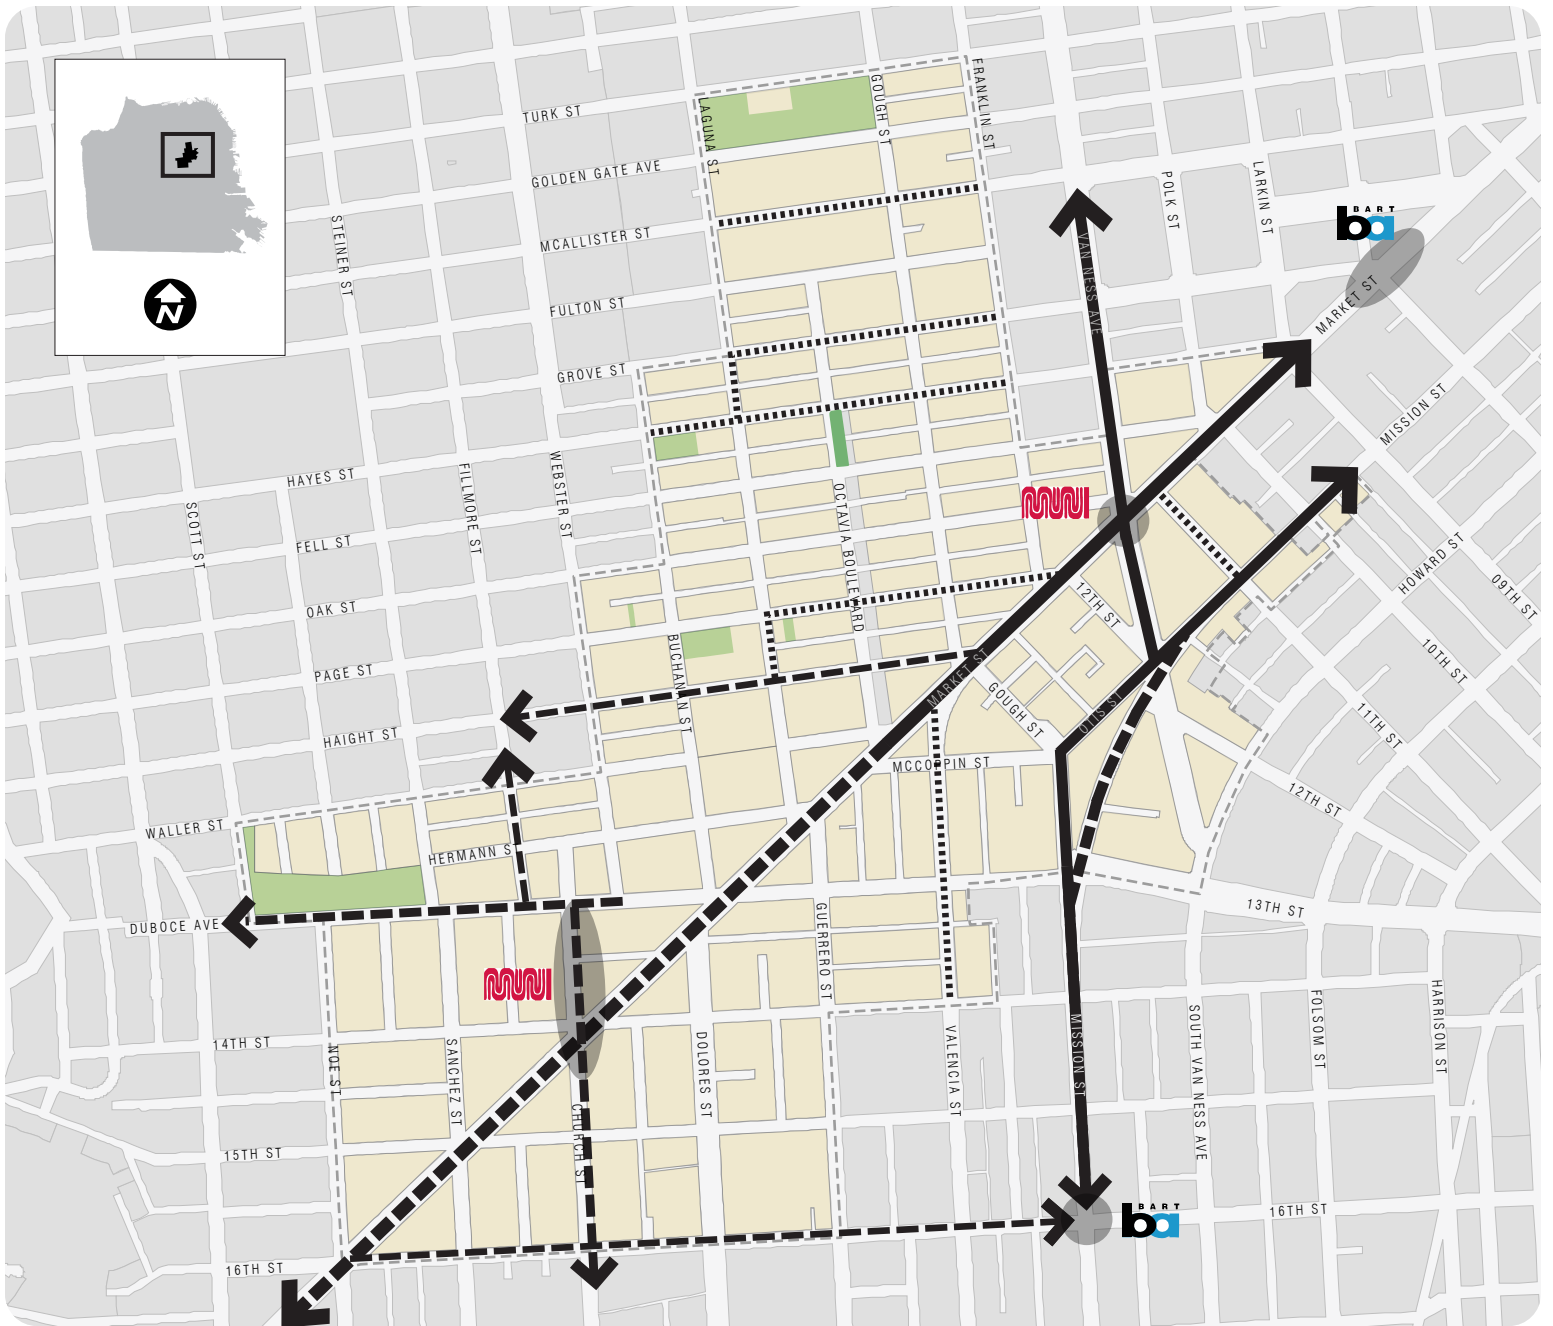 TURK ST
LAGUNA ST
GOUGH ST
FRANKLIN ST
GOLDEN GATE AVE
POLK ST
LARKIN ST
BART
ba
STEINER ST
MCALLISTER ST
VAN NESS AVE
N
FULTON ST
MARKET ST
GROVE ST
MISSION ST
HAYES ST
FILLMORE ST
WEBSTER ST
SCOTT ST
FELL ST
OCTAVIA BOULEVARD
MUNI
HOWARD ST
09TH ST
OAK ST
12TH ST
10TH ST
PAGE ST
BUCHANAN ST
MARKET ST
GOUGH ST
OTIS ST
11TH ST
HAIGHT ST
MCCOPPIN ST
12TH ST
WALLER ST
HERMANN ST
DUBOCE AVE
GUERRERO ST
13TH ST
MUNI
14TH ST
NOE ST
SANCHEZ ST
DOLORES ST
VALENCIA ST
MISSION ST
SOUTH VAN NESS AVE
FOLSOM ST
HARRISON ST
CHURCH ST
15TH ST
BART
ba
16TH ST
16TH ST